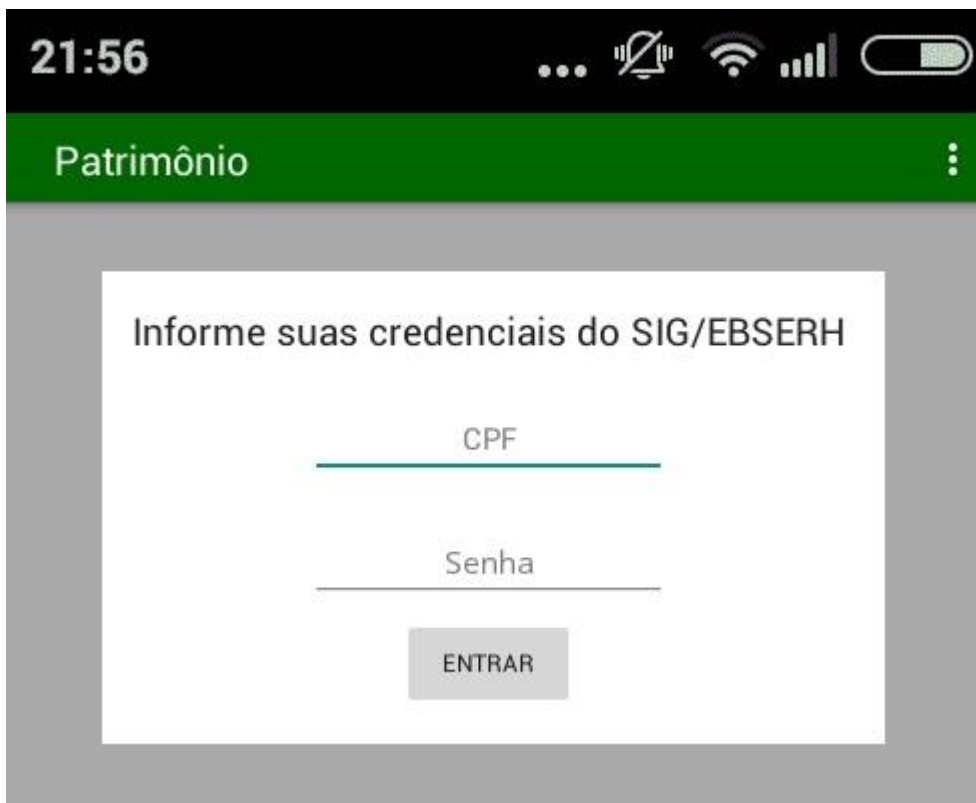 21:56
Patrimônio
Informe suas credenciais do SIG/EBSERH
CPF
Senha
ENTRAR